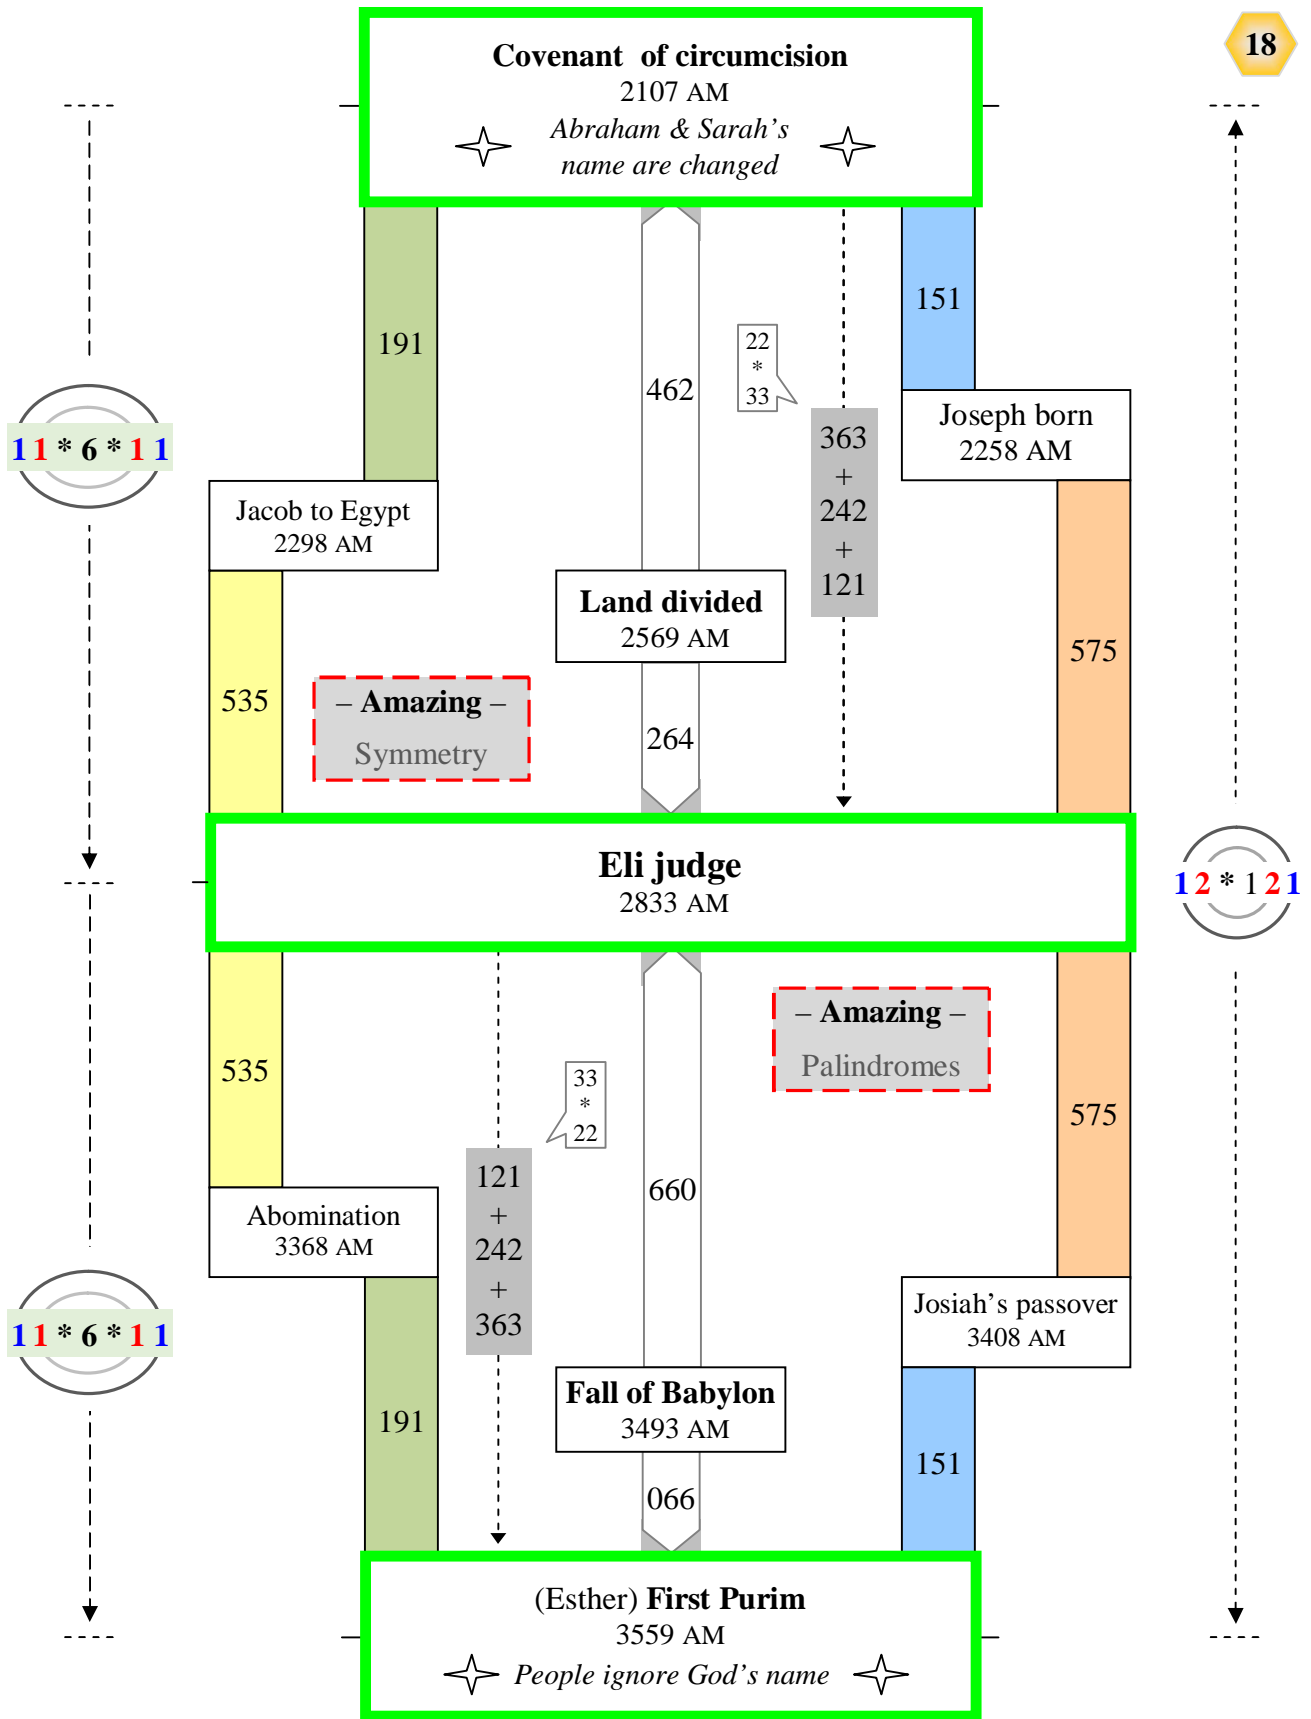 18
Covenant of circumcision
2107 AM
Abraham & Sarah's
name are changed
191
462
151
22
*
33
363
+
242
+
121
Joseph born
2258 AM
11 * 6 * 11
Jacob to Egypt
2298 AM
Land divided
2569 AM
535
– Amazing –
Symmetry
264
575
Eli judge
2833 AM
12 * 121
535
– Amazing –
Palindromes
33
*
22
575
121
+
242
+
363
660
Abomination
3368 AM
Josiah's passover
3408 AM
11 * 6 * 11
191
Fall of Babylon
3493 AM
151
066
(Esther) First Purim
3559 AM
People ignore God's name